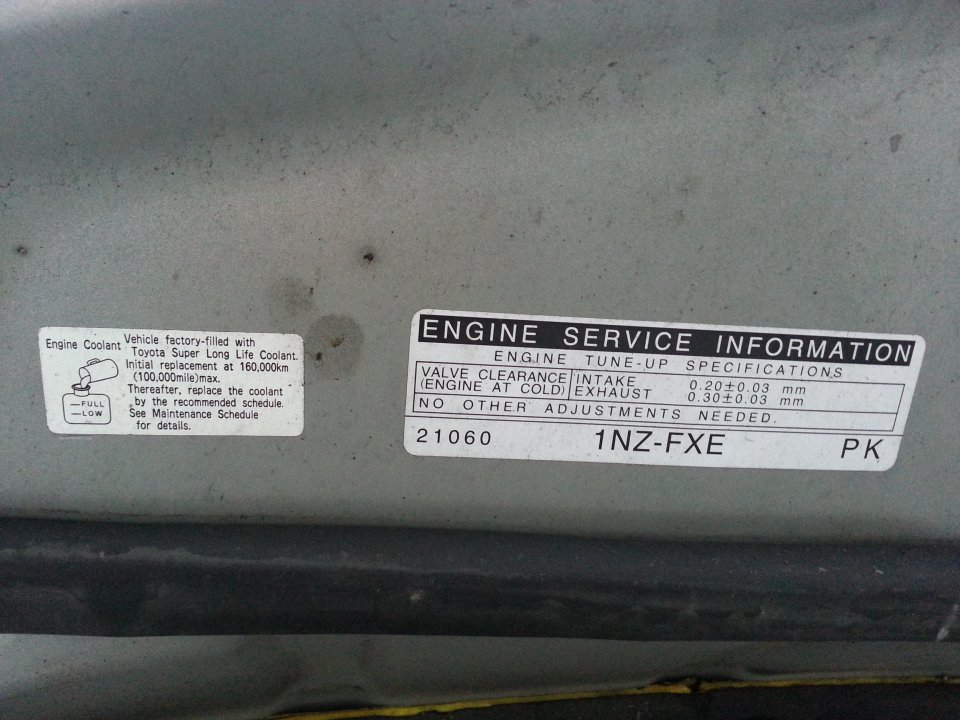 Engine Coolant
Vehicle factory-filled with
Toyota Super Long Life Coolant.
Initial replacement at 160,000km
(100,000mile)max.
Thereafter, replace the coolant
by the recommended schedule.
See Maintenance Schedule
for details.
—FULL
—LOW
ENGINE SERVICE INFORMATION
ENGINE TUNE-UP SPECIFICATIONS
VALVE CLEARANCE INTAKE 0.20±0.03 mm
(ENGINE AT COLD) EXHAUST 0.30±0.03 mm
NO OTHER ADJUSTMENTS NEEDED.
21060 1NZ-FXE PK